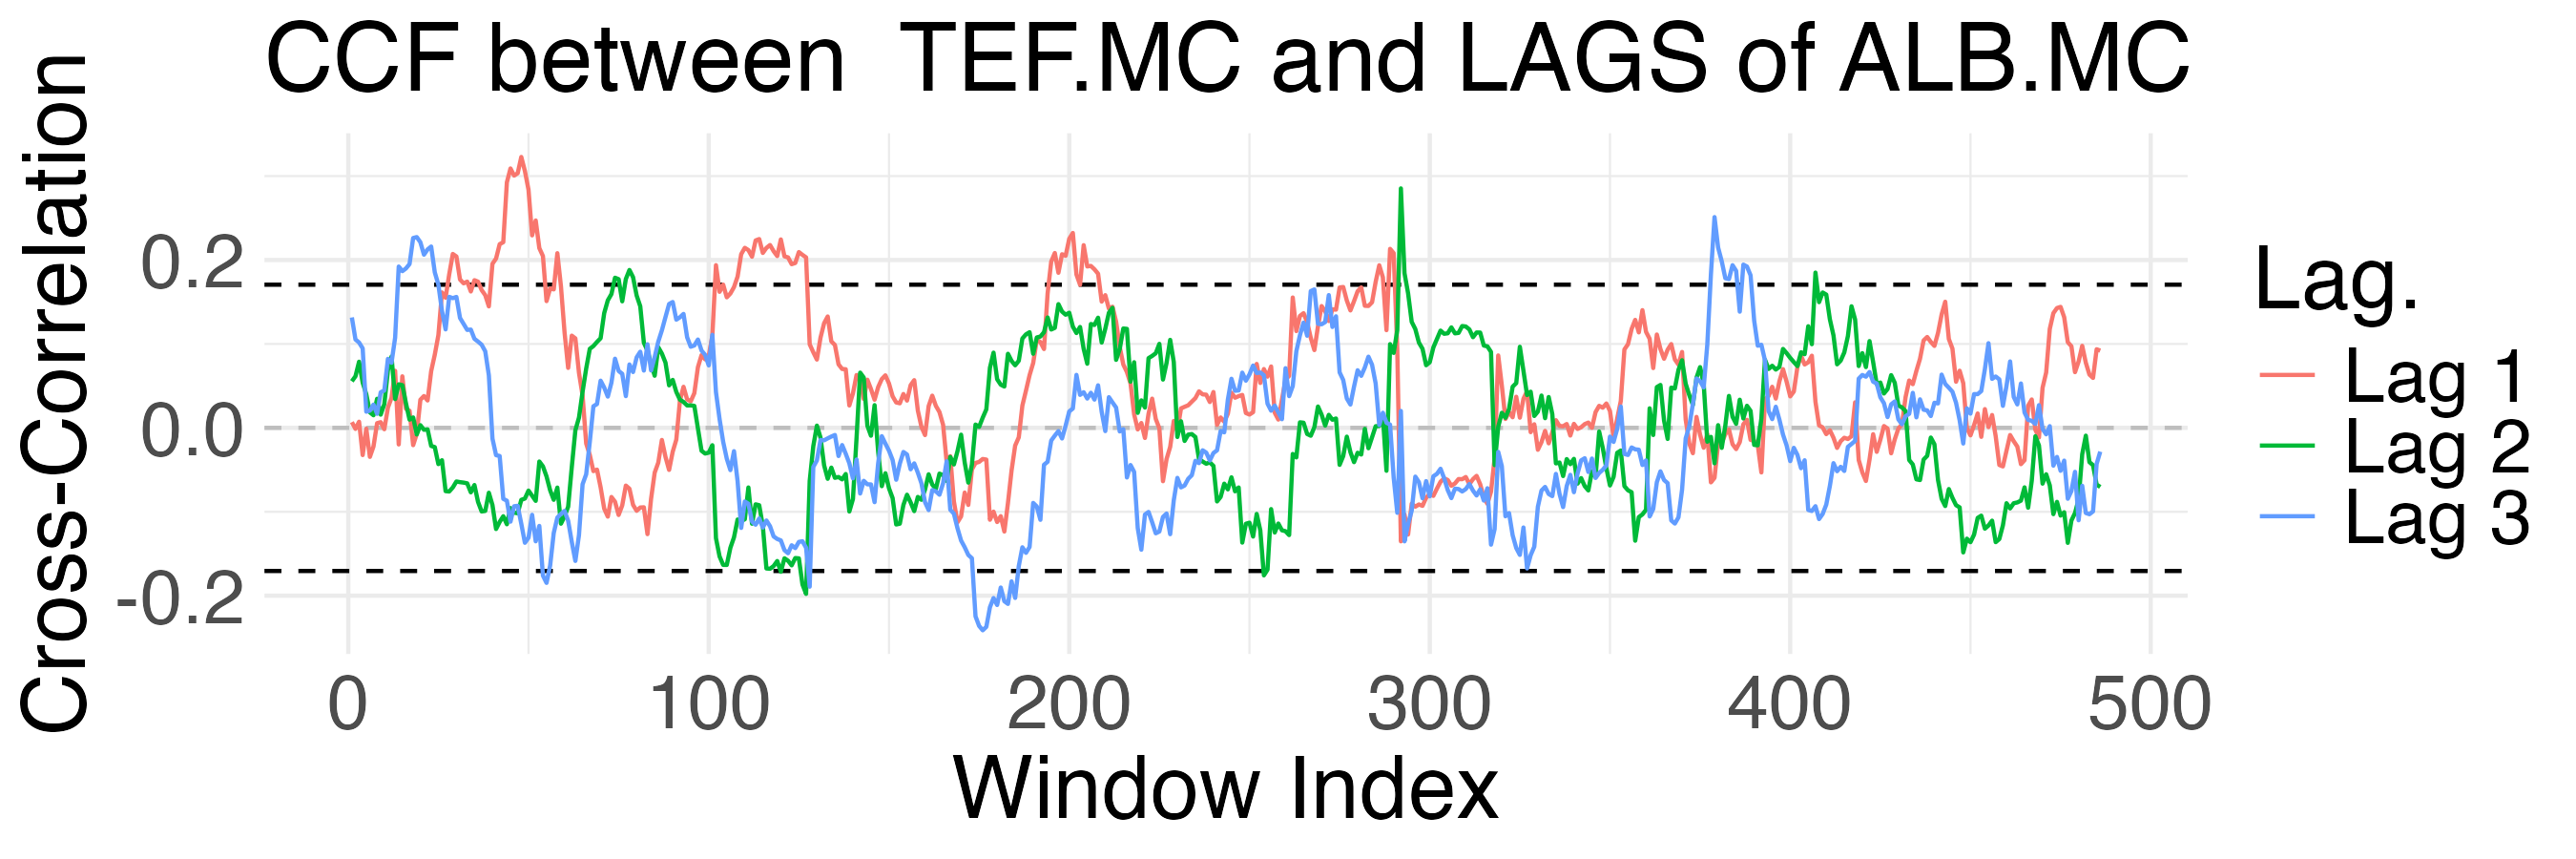 CCF between  TEF.MC and LAGS of ALB.MC
Cross-Correlation
0.2
0.0
-0.2
0 100 200 300 400 500
Window Index
Lag.
Lag 1
Lag 2
Lag 3